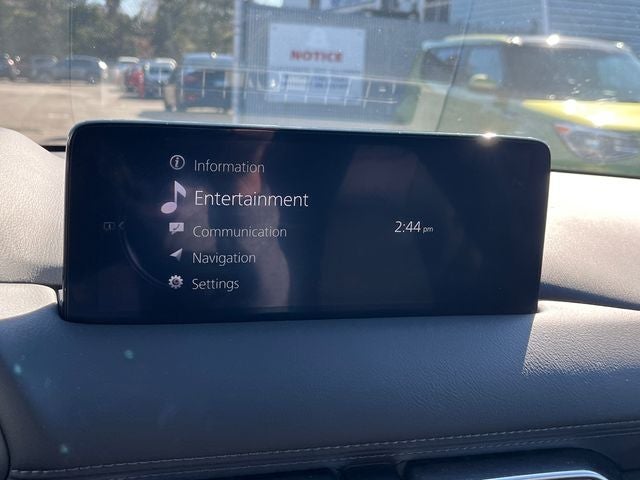 NOTICE
Information
Entertainment
Communication
2:44 pm
Navigation
Settings